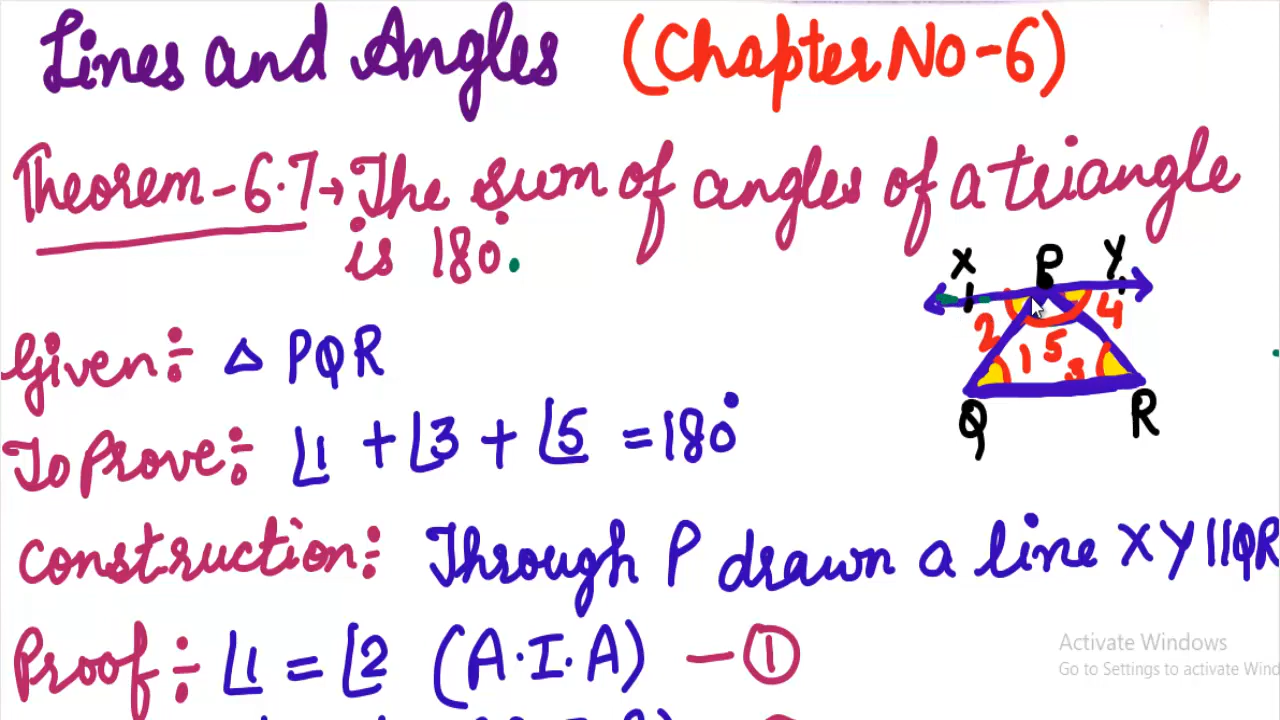 Lines and Angles (Chapter No-6)
Theorem-6.7→ The sum of angles of a triangle
is 180°.
X P Y
2 4
1 5 3
Q R
Given÷ △ PQR
To Prove÷ ∠1 + ∠3 + ∠5 = 180°
Construction: Through P drawn a line XY||QR
Proof÷ ∠1 = ∠2 (A.I.A) — ①
Activate Windows
Go to Settings to activate Wind